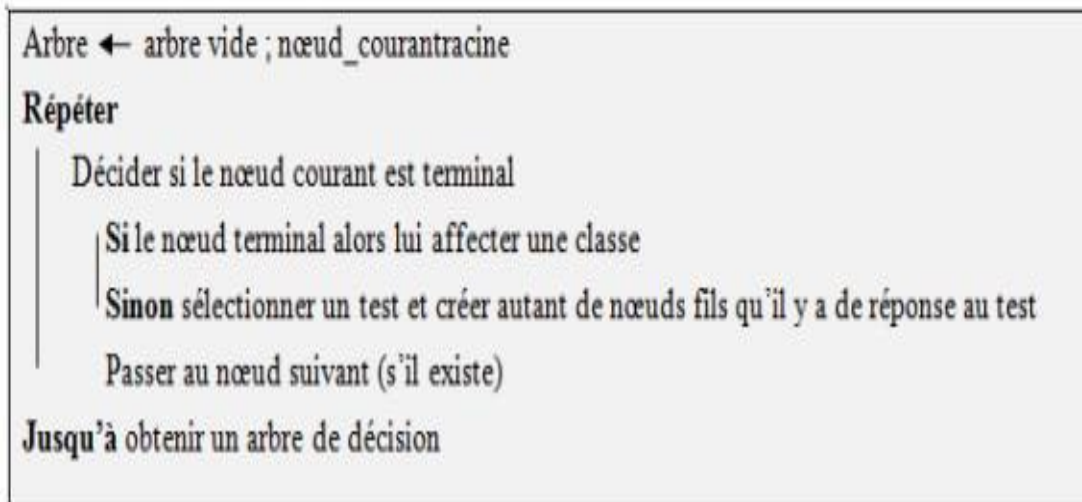 Arbre ← arbre vide ; nœud_courantracine
Répéter
Décider si le nœud courant est terminal
Si le nœud terminal alors lui affecter une classe
Sinon sélectionner un test et créer autant de nœuds fils qu'il y a de réponse au test
Passer au nœud suivant (s'il existe)
Jusqu'à obtenir un arbre de décision